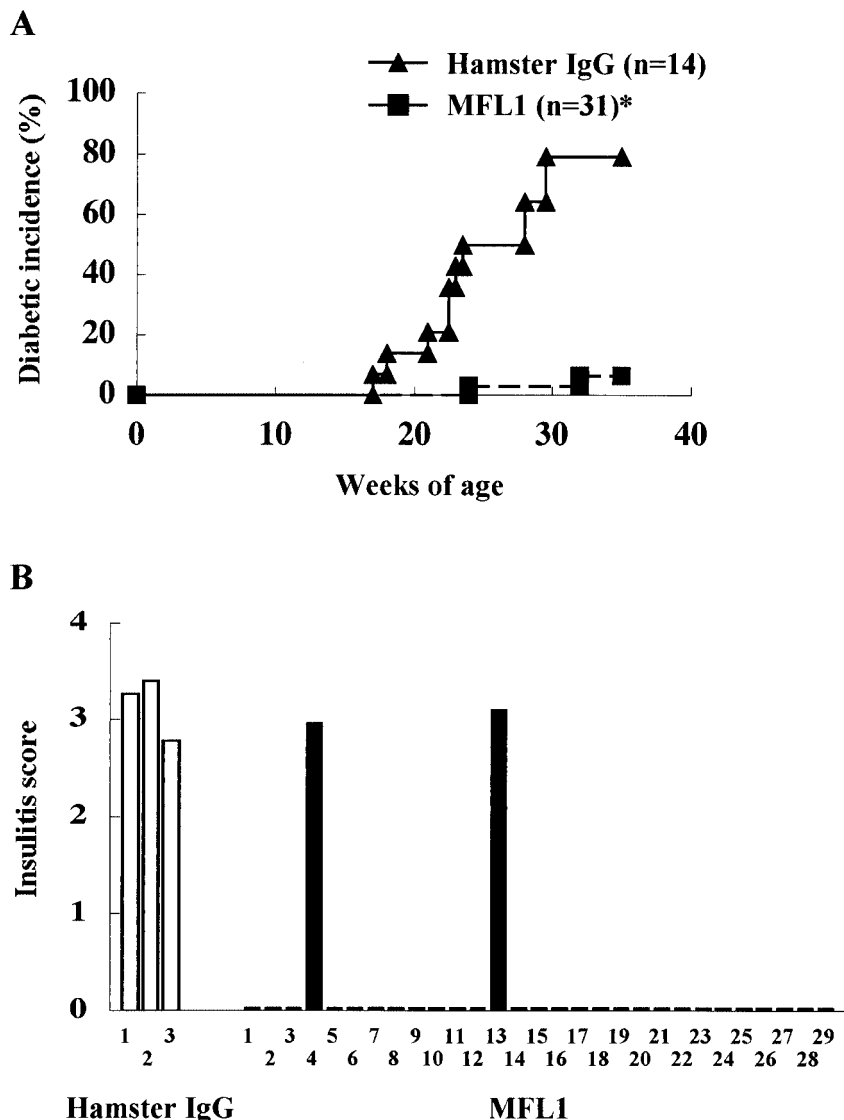 A
Hamster IgG (n=14)
MFL1 (n=31)*
Diabetic incidence (%)
100
80
60
40
20
0
0 10 20 30 40
Weeks of age
B
Insulitis score
4
3
2
1
0
1 3 1 3 5 7 9 11 13 15 17 19 21 23 25 27 29
2 2 4 6 8 10 12 14 16 18 20 22 24 26 28
Hamster IgG MFL1